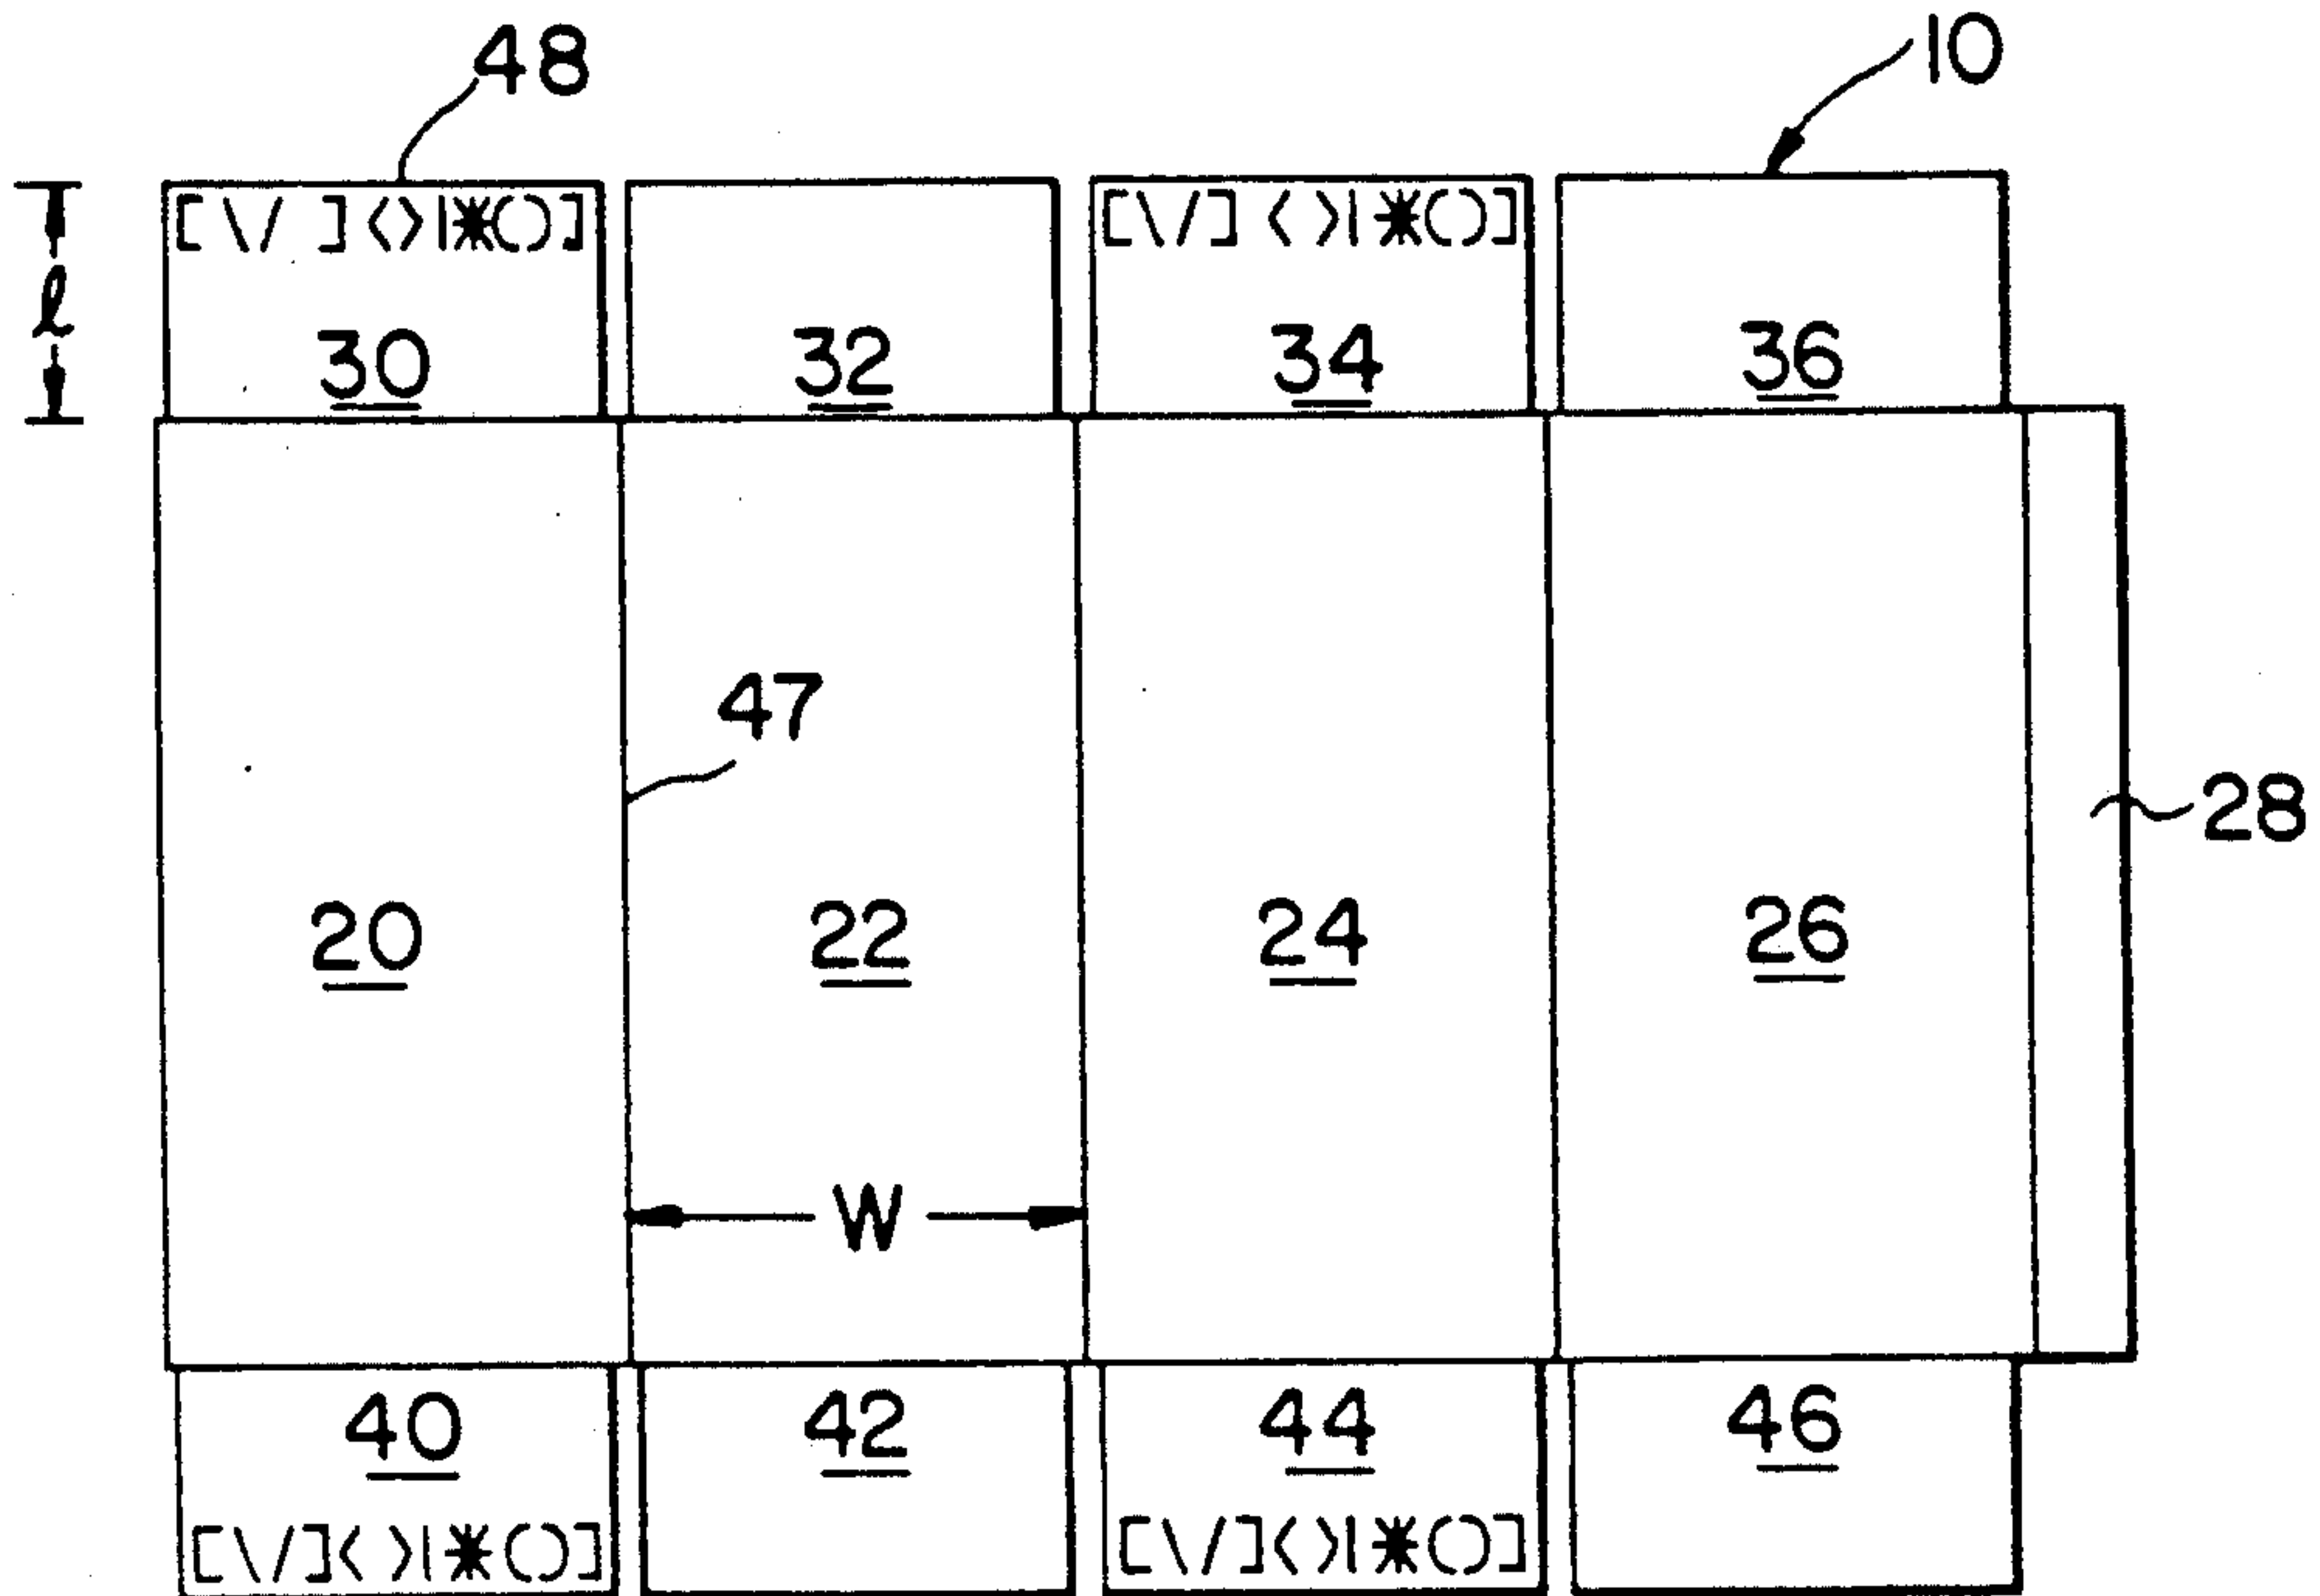 48 10
[\/ ]<>|*()] [\/] < >|*()]
ℓ
30 32 34 36
47
28
20 22 24 26
W
40 42 44 46
[\/]< >|*()] [\/]< >|*()]